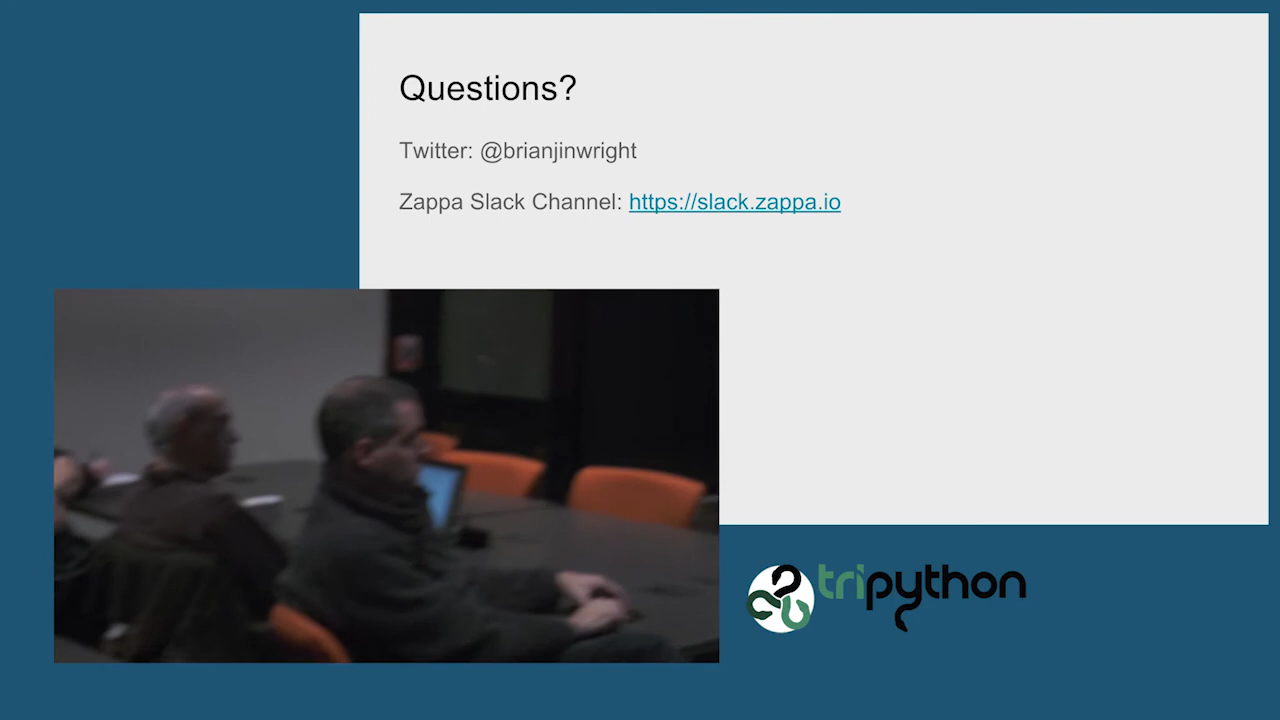 Questions?
Twitter: @brianjinwright
Zappa Slack Channel: https://slack.zappa.io
tripython